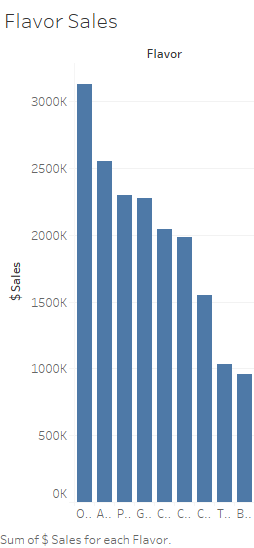 Flavor Sales
Flavor
3000K
2500K
2000K
$ Sales
1500K
1000K
500K
0K
O.. A.. P.. G.. C.. C.. C.. T.. B..
Sum of $ Sales for each Flavor.